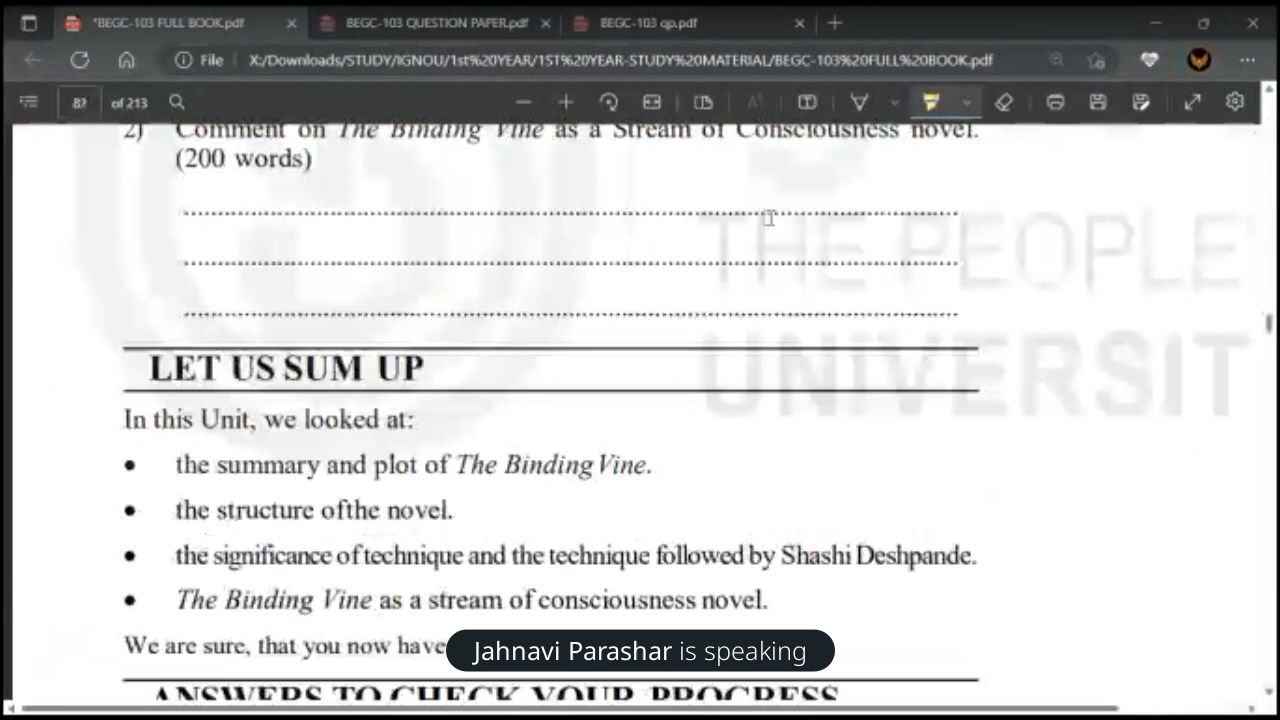 *BEGC-103 FULL BOOK.pdf
BEGC-103 QUESTION PAPER.pdf
BEGC-103 qp.pdf
File
X:/Downloads/STUDY/IGNOU/1st%20YEAR/1ST%20YEAR-STUDY%20MATERIAL/BEGC-103%20FULL%20BOOK.pdf
87 of 213
2) Comment on The Binding Vine as a Stream of Consciousness novel.
(200 words)
THE PEOPLE'
UNIVERSIT
LET US SUM UP
In this Unit, we looked at:
• the summary and plot of The Binding Vine.
• the structure ofthe novel.
• the significance of technique and the technique followed by Shashi Deshpande.
• The Binding Vine as a stream of consciousness novel.
We are sure, that you now have
Jahnavi Parashar is speaking
ANSWERS TO CHECK YOUR PROGRESS